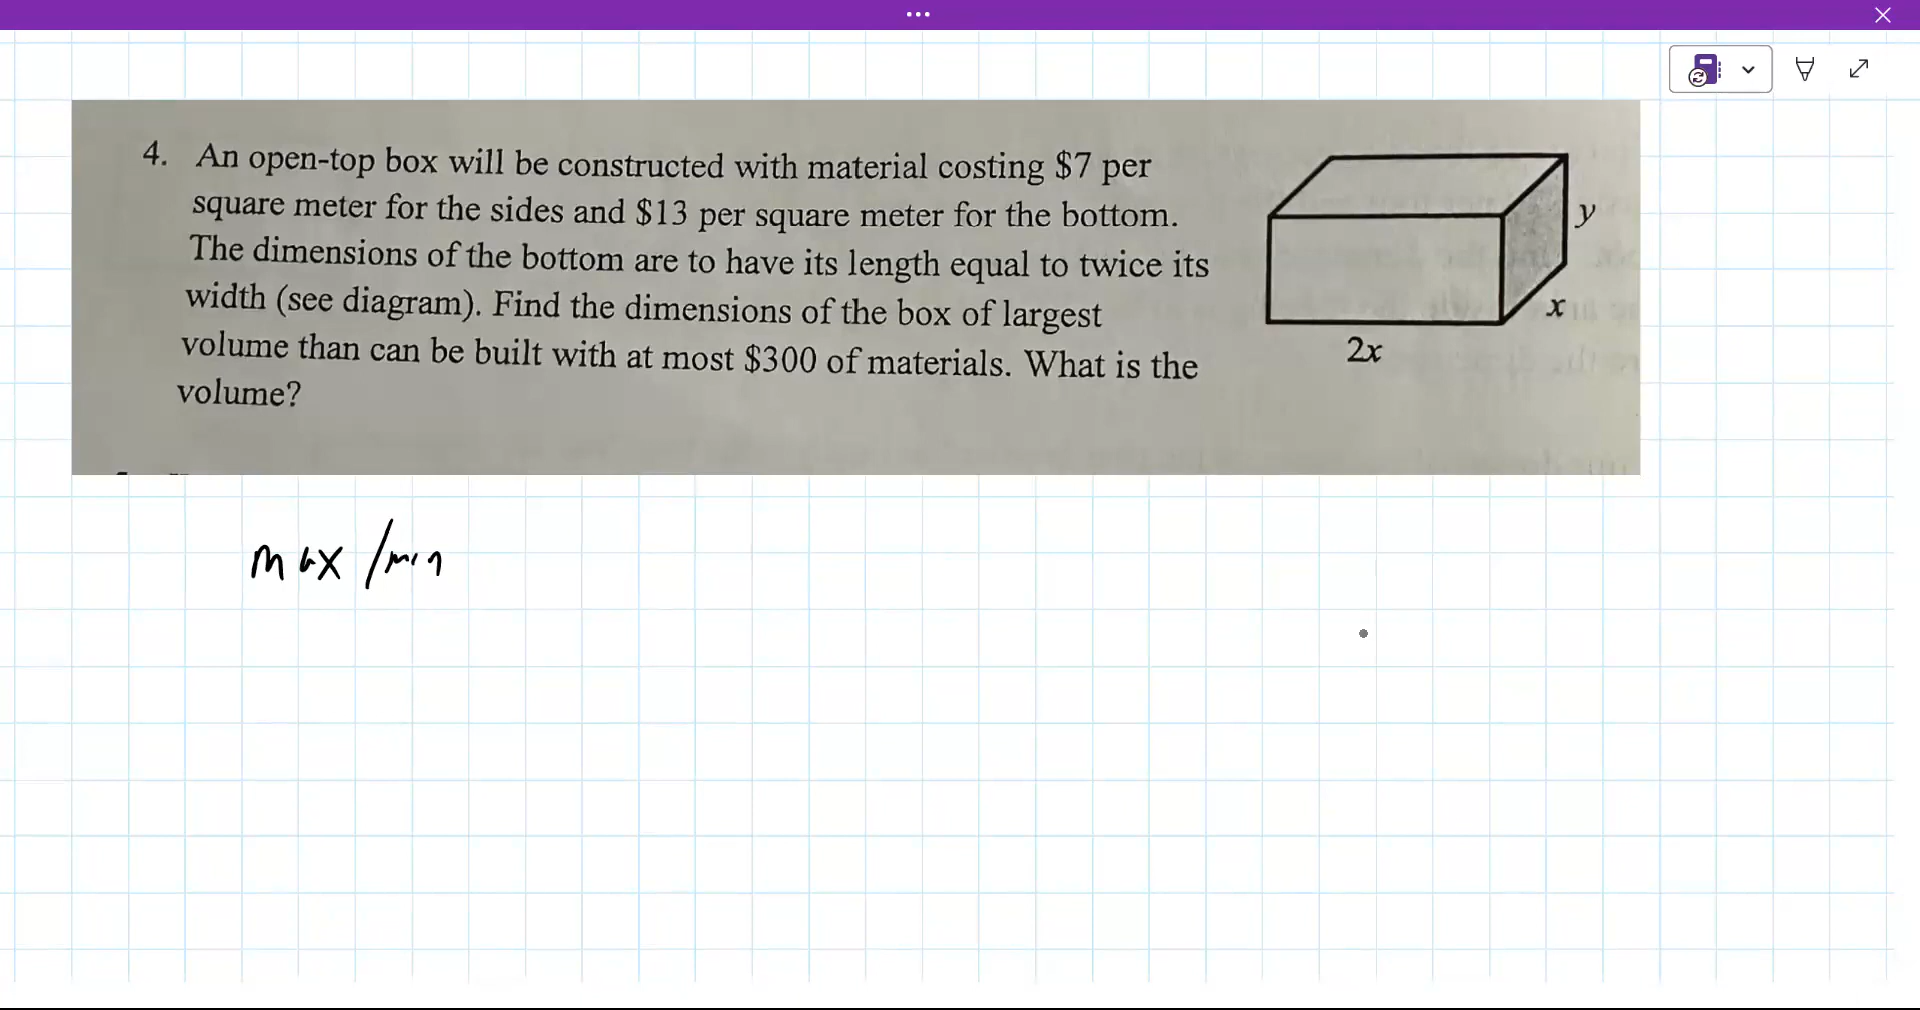 4. An open-top box will be constructed with material costing $7 per
square meter for the sides and $13 per square meter for the bottom.
The dimensions of the bottom are to have its length equal to twice its
width (see diagram). Find the dimensions of the box of largest
volume than can be built with at most $300 of materials. What is the
volume?
y
x
2x
max/min